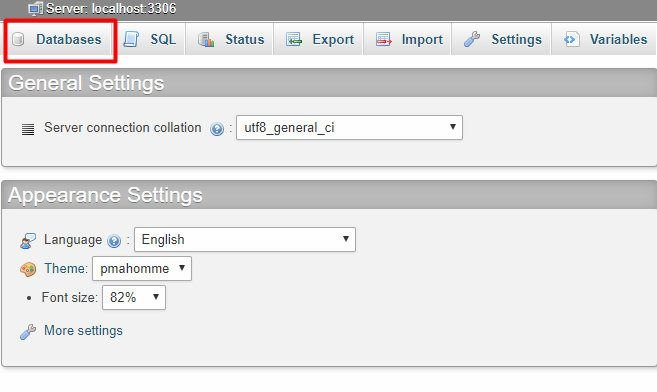 Server: localhost:3306
Databases SQL Status Export Import Settings Variables
General Settings
Server connection collation : utf8_general_ci
Appearance Settings
Language : English
Theme: pmahomme
• Font size: 82%
More settings